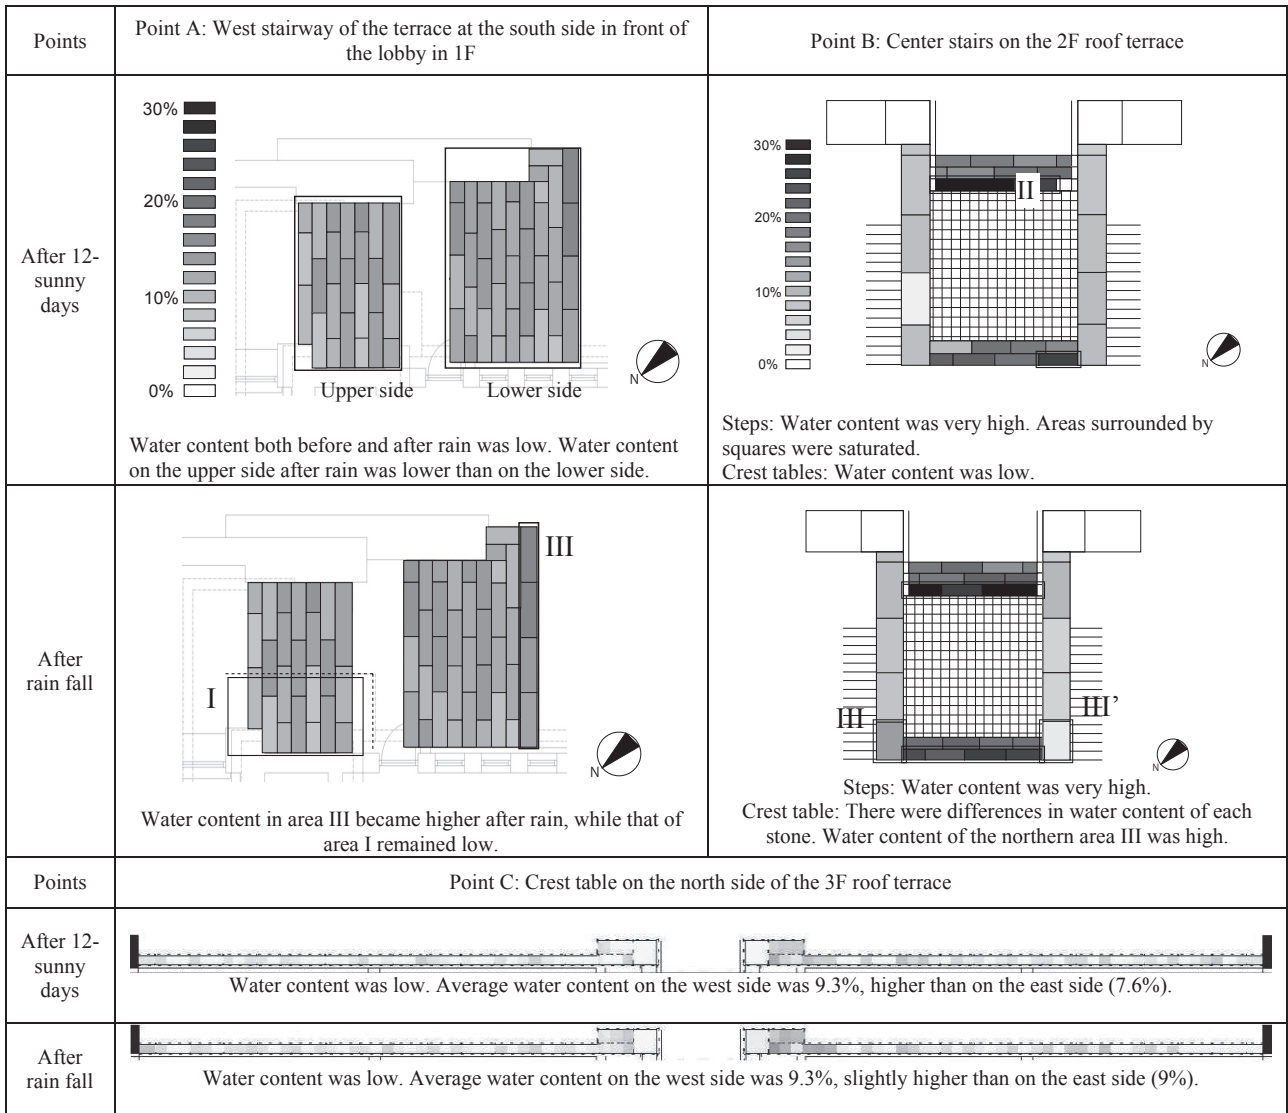 Points
Point A: West stairway of the terrace at the south side in front of
the lobby in 1F
Point B: Center stairs on the 2F roof terrace
After 12-
sunny
days
30%
20%
10%
0%
Upper side
Lower side
N
Water content both before and after rain was low. Water content
on the upper side after rain was lower than on the lower side.
30%
20%
10%
0%
II
N
Steps: Water content was very high. Areas surrounded by
squares were saturated.
Crest tables: Water content was low.
After
rain fall
I
III
N
Water content in area III became higher after rain, while that of
area I remained low.
III
III’
N
Steps: Water content was very high.
Crest table: There were differences in water content of each
stone. Water content of the northern area III was high.
Points
Point C: Crest table on the north side of the 3F roof terrace
After 12-
sunny
days
Water content was low. Average water content on the west side was 9.3%, higher than on the east side (7.6%).
After
rain fall
Water content was low. Average water content on the west side was 9.3%, slightly higher than on the east side (9%).